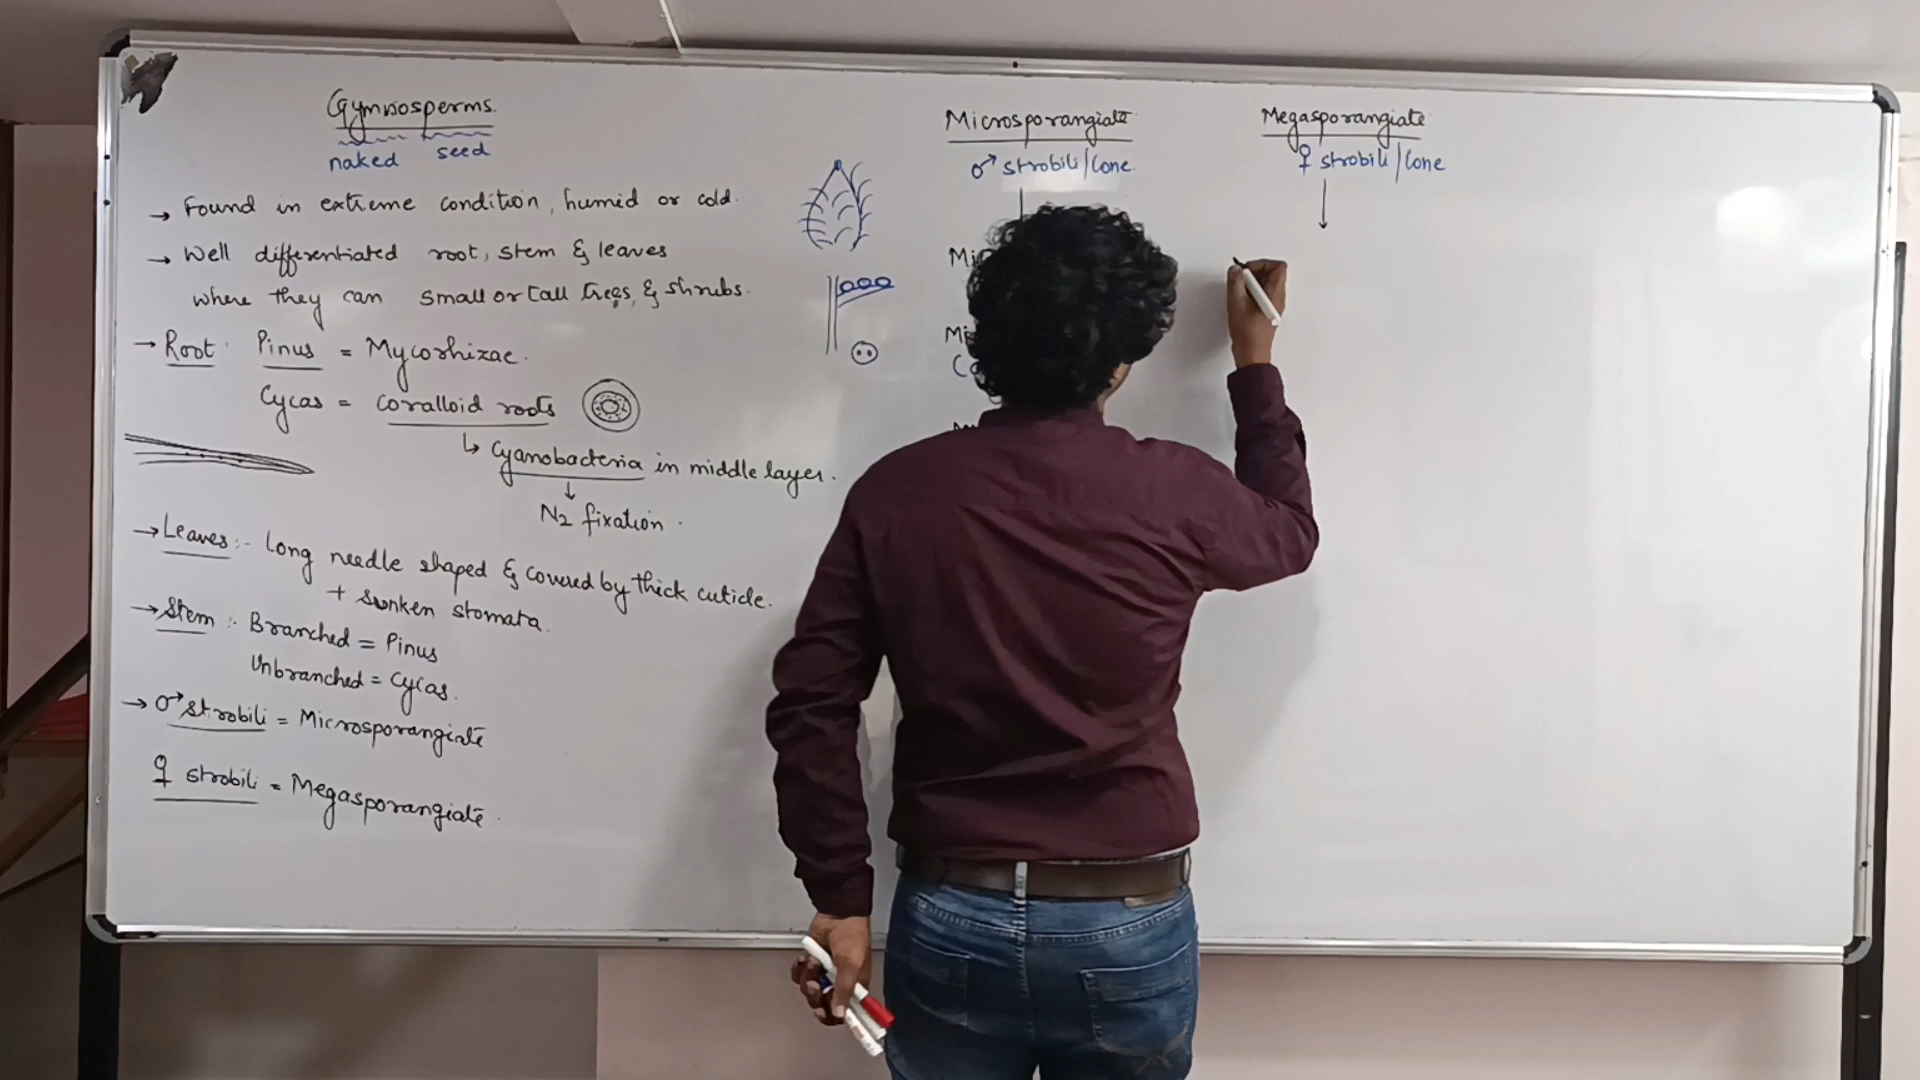 Gymnosperms.
naked seed
→ Found in extreme condition, humid or cold.
→ Well differentiated root, stem & leaves
where they can small or tall trees, & shrubs.
→ Root: Pinus = Mycorhizae.
Cycas = coralloid roots
↳ Cyanobacteria in middle layer.
↓
N2 fixation.
→ Leaves:- Long needle shaped & covered by thick cuticle.
+ sunken stomata.
→ Stem:- Branched = Pinus
Unbranched = Cycas.
→ ♂ strobili = Microsporangiate
♀ strobili = Megasporangiate.
Microsporangiate
♂ strobili/Cone.
Megasporangiate
♀ strobili/Cone
↓